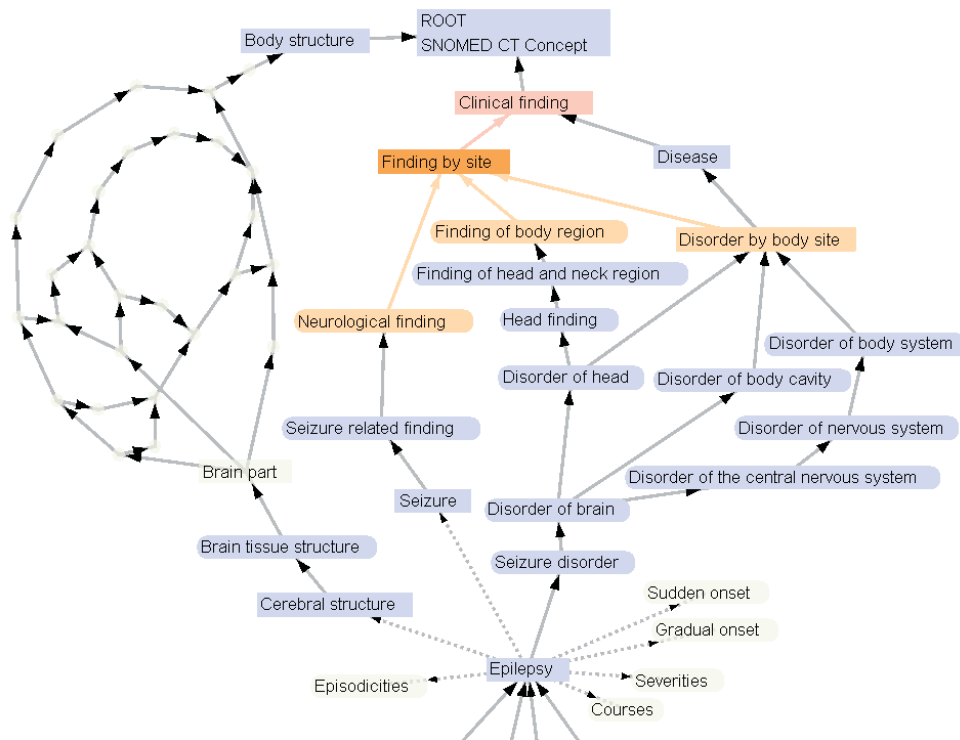 ROOT
SNOMED CT Concept
Body structure
Clinical finding
Finding by site
Disease
Finding of body region
Disorder by body site
Finding of head and neck region
Neurological finding
Head finding
Disorder of body system
Disorder of head
Disorder of body cavity
Seizure related finding
Disorder of nervous system
Brain part
Disorder of the central nervous system
Seizure
Disorder of brain
Brain tissue structure
Seizure disorder
Sudden onset
Cerebral structure
Gradual onset
Epilepsy
Episodicities
Severities
Courses